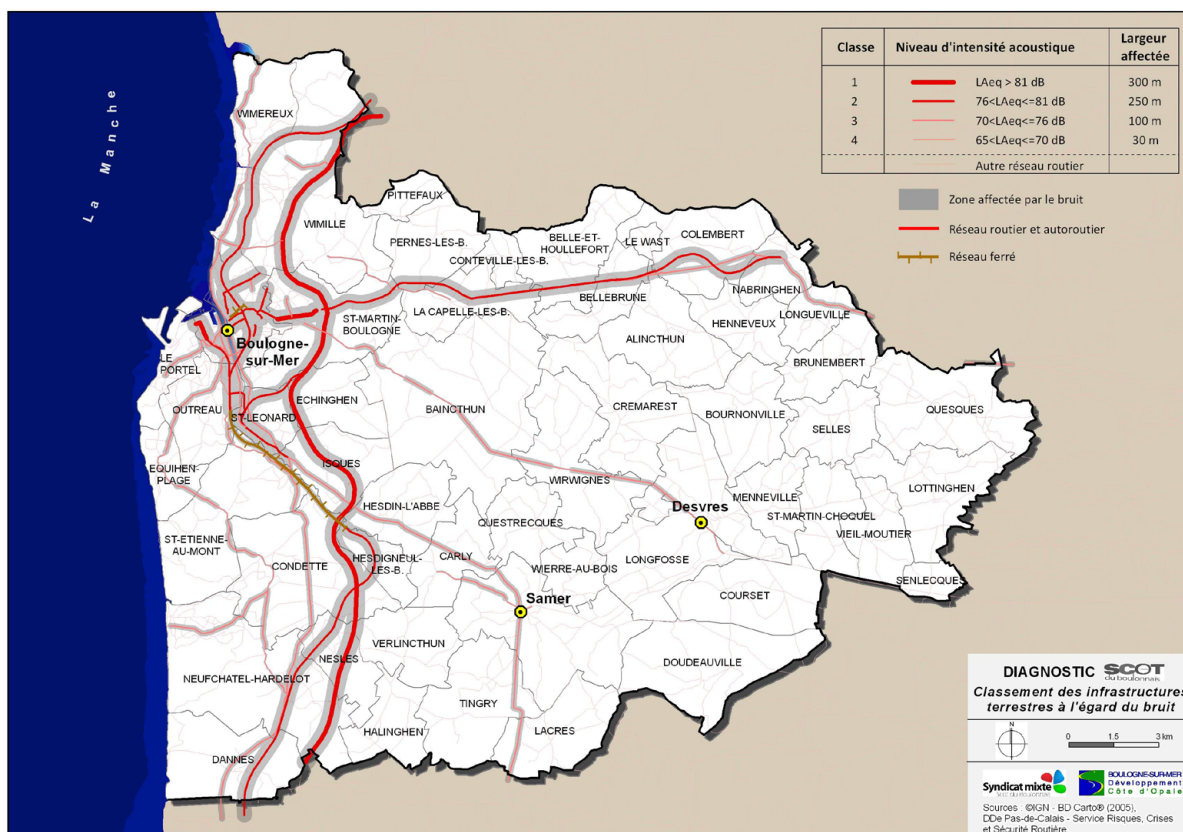 La Manche
WIMEREUX
PITTEFAUX
WIMILLE
PERNES-LES-B.
BELLE-ET-
HOULLEFORT
LE WAST
COLEMBERT
CONTEVILLE-LES-B.
NABRINGHEN
BELLEBRUNE
LA CAPELLE-LES-B.
ST-MARTIN-
BOULOGNE
LONGUEVILLE
HENNEVEUX
ALINCTHUN
BRUNEMBERT
Boulogne-
sur-Mer
LE
PORTEL
ECHINGHEN
OUTREAU
ST-LEONARD
BAINCTHUN
CREMAREST
BOURNONVILLE
SELLES
QUESQUES
ISQUES
EQUIHEN-
PLAGE
WIRWIGNES
LOTTINGHEN
MENNEVILLE
HESDIN-L'ABBE
Desvres
QUESTRECQUES
ST-MARTIN-CHOQUEL
VIEIL-MOUTIER
ST-ETIENNE-
AU-MONT
CONDETTE
HESDIGNEUL-
LES-B.
CARLY
WIERRE-AU-BOIS
LONGFOSSE
SENLECQUES
COURSET
Samer
VERLINCTHUN
NESLES
DOUDEAUVILLE
NEUFCHATEL-HARDELOT
TINGRY
HALINGHEN
LACRES
DANNES
Classe Niveau d'intensité acoustique Largeur
affectée
1 LAeq > 81 dB 300 m
2 76<LAeq<=81 dB 250 m
3 70<LAeq<=76 dB 100 m
4 65<LAeq<=70 dB 30 m
Autre réseau routier
Zone affectée par le bruit
Réseau routier et autoroutier
Réseau ferré
DIAGNOSTIC SCOT
du boulonnais
Classement des infrastructures
terrestres à l'égard du bruit
N
0 1.5 3 km
Syndicat mixte
BOULOGNE-SUR-MER
Développement
Côte d'Opale
Sources : ©IGN - BD Carto® (2005),
DDe Pas-de-Calais - Service Risques, Crises
et Sécurité Routière